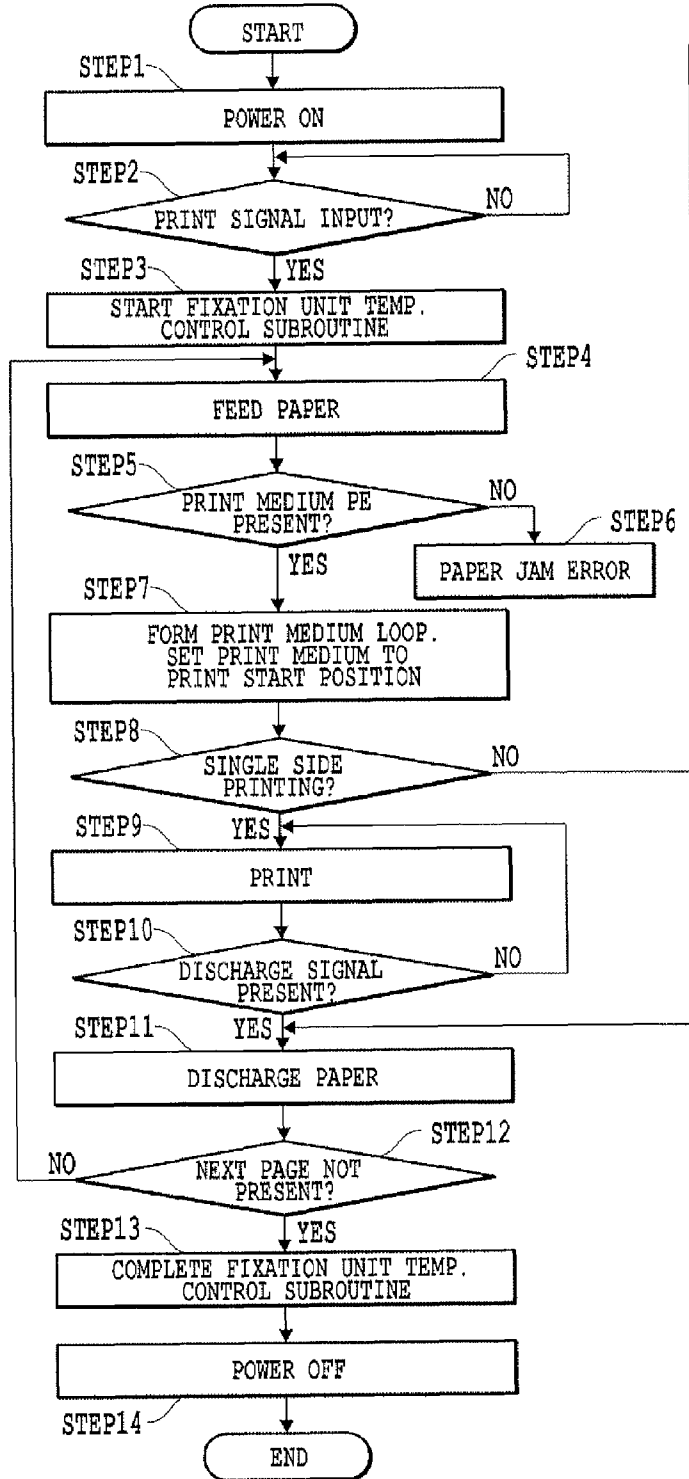 START
STEP1
POWER ON
STEP2
PRINT SIGNAL INPUT?
NO
YES
STEP3
START FIXATION UNIT TEMP.
CONTROL SUBROUTINE
STEP4
FEED PAPER
STEP5
PRINT MEDIUM PE
PRESENT?
NO
STEP6
PAPER JAM ERROR
YES
STEP7
FORM PRINT MEDIUM LOOP.
SET PRINT MEDIUM TO
PRINT START POSITION
STEP8
SINGLE SIDE
PRINTING?
NO
YES
STEP9
PRINT
STEP10
DISCHARGE SIGNAL
PRESENT?
NO
YES
STEP11
DISCHARGE PAPER
STEP12
NO
NEXT PAGE NOT
PRESENT?
YES
STEP13
COMPLETE FIXATION UNIT TEMP.
CONTROL SUBROUTINE
POWER OFF
STEP14
END